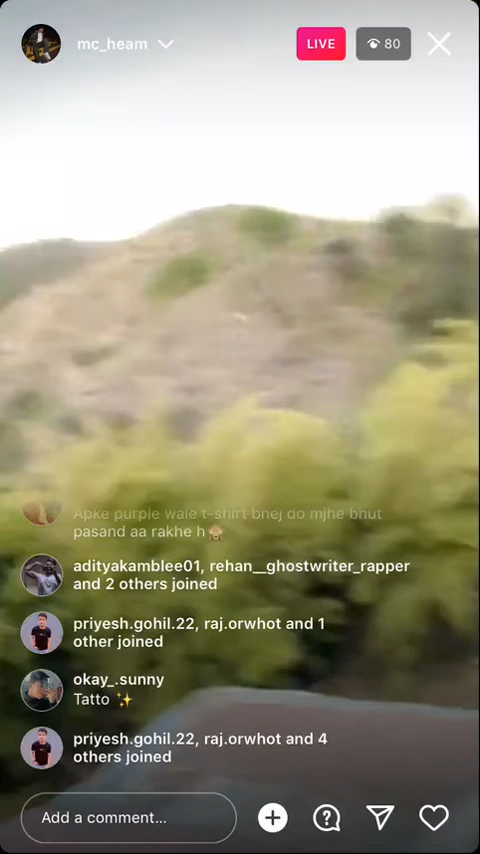 mc_heam
LIVE
80
Apke purple wale t-shirt bhej do mjhe bhut
pasand aa rakhe h🙈
adityakamblee01, rehan__ghostwriter_rapper
and 2 others joined
priyesh.gohil.22, raj.orwhot and 1
other joined
okay_.sunny
Tatto ✨
priyesh.gohil.22, raj.orwhot and 4
others joined
Add a comment...